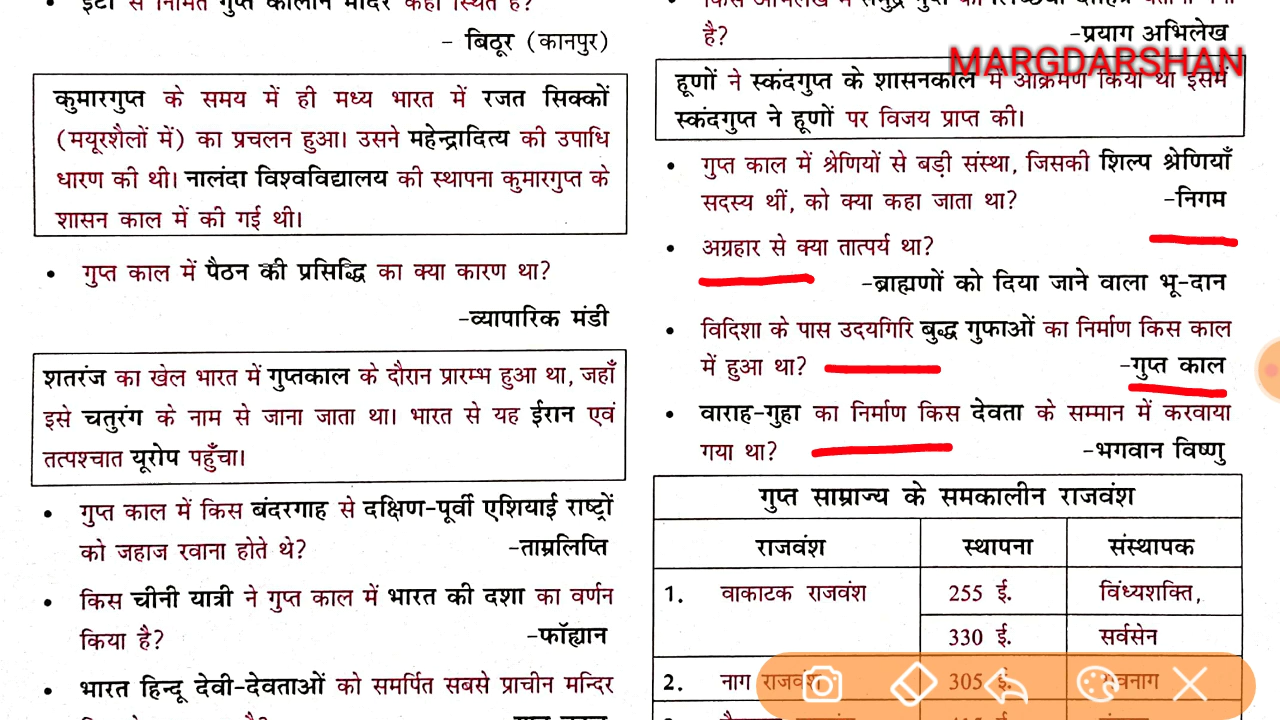 ईंटों से निर्मित गुप्त कालीन मंदिर कहाँ स्थित है?
- बिठूर (कानपुर)
कुमारगुप्त के समय में ही मध्य भारत में रजत सिक्कों
(मयूरशैलों में) का प्रचलन हुआ। उसने महेन्द्रादित्य की उपाधि
धारण की थी। नालंदा विश्वविद्यालय की स्थापना कुमारगुप्त के
शासन काल में की गई थी।
• गुप्त काल में पैठन की प्रसिद्धि का क्या कारण था?
-व्यापारिक मंडी
शतरंज का खेल भारत में गुप्तकाल के दौरान प्रारम्भ हुआ था, जहाँ
इसे चतुरंग के नाम से जाना जाता था। भारत से यह ईरान एवं
तत्पश्चात यूरोप पहुँचा।
• गुप्त काल में किस बंदरगाह से दक्षिण-पूर्वी एशियाई राष्ट्रों
को जहाज रवाना होते थे? -ताम्रलिप्ति
• किस चीनी यात्री ने गुप्त काल में भारत की दशा का वर्णन
किया है? -फॉह्यान
• भारत हिन्दू देवी-देवताओं को समर्पित सबसे प्राचीन मन्दिर
किस अभिलेख में समुद्र गुप्त को लिच्छवी दौहित्र
है? -प्रयाग अभिलेख
MARGDARSHAN
हूणों ने स्कंदगुप्त के शासनकाल में आक्रमण किया था इसमें
स्कंदगुप्त ने हूणों पर विजय प्राप्त की।
• गुप्त काल में श्रेणियों से बड़ी संस्था, जिसकी शिल्प श्रेणियाँ
सदस्य थीं, को क्या कहा जाता था? -निगम
• अग्रहार से क्या तात्पर्य था?
-ब्राह्मणों को दिया जाने वाला भू-दान
• विदिशा के पास उदयगिरि बुद्ध गुफाओं का निर्माण किस काल
में हुआ था? -गुप्त काल
• वाराह-गुहा का निर्माण किस देवता के सम्मान में करवाया
गया था? -भगवान विष्णु
गुप्त साम्राज्य के समकालीन राजवंश
राजवंश स्थापना संस्थापक
1. वाकाटक राजवंश 255 ई. विंध्यशक्ति,
330 ई. सर्वसेन
2. नाग राजवंश 305 ई.